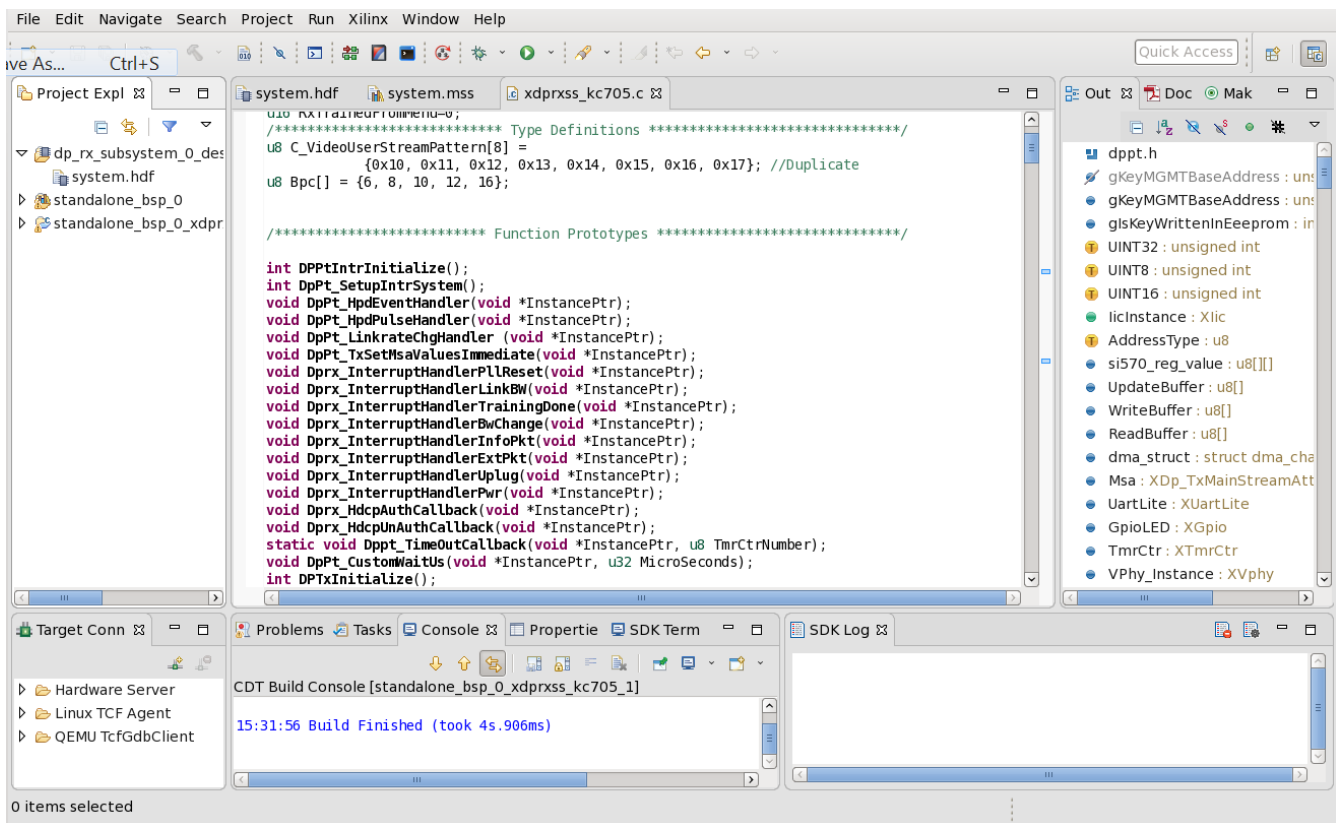 File Edit Navigate Search Project Run Xilinx Window Help
ave As... Ctrl+S
Quick Access
Project Expl
system.hdf system.mss xdprxss_kc705.c
Out Doc Mak
dp_rx_subsystem_0_des
system.hdf
standalone_bsp_0
standalone_bsp_0_xdpr
u16 RxTrainedFromMenu=0;
/**************************** Type Definitions *******************************/
u8 C_VideoUserStreamPattern[8] =
{0x10, 0x11, 0x12, 0x13, 0x14, 0x15, 0x16, 0x17}; //Duplicate
u8 Bpc[] = {6, 8, 10, 12, 16};
/************************** Function Prototypes ******************************/
int DPPtIntrInitialize();
int DpPt_SetupIntrSystem();
void DpPt_HpdEventHandler(void *InstancePtr);
void DpPt_HpdPulseHandler(void *InstancePtr);
void DpPt_LinkrateChgHandler (void *InstancePtr);
void DpPt_TxSetMsaValuesImmediate(void *InstancePtr);
void Dprx_InterruptHandlerPllReset(void *InstancePtr);
void Dprx_InterruptHandlerLinkBW(void *InstancePtr);
void Dprx_InterruptHandlerTrainingDone(void *InstancePtr);
void Dprx_InterruptHandlerBwChange(void *InstancePtr);
void Dprx_InterruptHandlerInfoPkt(void *InstancePtr);
void Dprx_InterruptHandlerExtPkt(void *InstancePtr);
void Dprx_InterruptHandlerUplug(void *InstancePtr);
void Dprx_InterruptHandlerPwr(void *InstancePtr);
void Dprx_HdcpAuthCallback(void *InstancePtr);
void Dprx_HdcpUnAuthCallback(void *InstancePtr);
static void Dppt_TimeOutCallback(void *InstancePtr, u8 TmrCtrNumber);
void DpPt_CustomWaitUs(void *InstancePtr, u32 MicroSeconds);
int DPTxInitialize();
dppt.h
gKeyMGMTBaseAddress : uns
gKeyMGMTBaseAddress : uns
gIsKeyWrittenInEeeprom : in
UINT32 : unsigned int
UINT8 : unsigned int
UINT16 : unsigned int
IicInstance : XIic
AddressType : u8
si570_reg_value : u8[][]
UpdateBuffer : u8[]
WriteBuffer : u8[]
ReadBuffer : u8[]
dma_struct : struct dma_cha
Msa : XDp_TxMainStreamAtt
UartLite : XUartLite
GpioLED : XGpio
TmrCtr : XTmrCtr
VPhy_Instance : XVphy
Target Conn
Hardware Server
Linux TCF Agent
QEMU TcfGdbClient
Problems Tasks Console Propertie SDK Term
CDT Build Console [standalone_bsp_0_xdprxss_kc705_1]
15:31:56 Build Finished (took 4s.906ms)
SDK Log
0 items selected